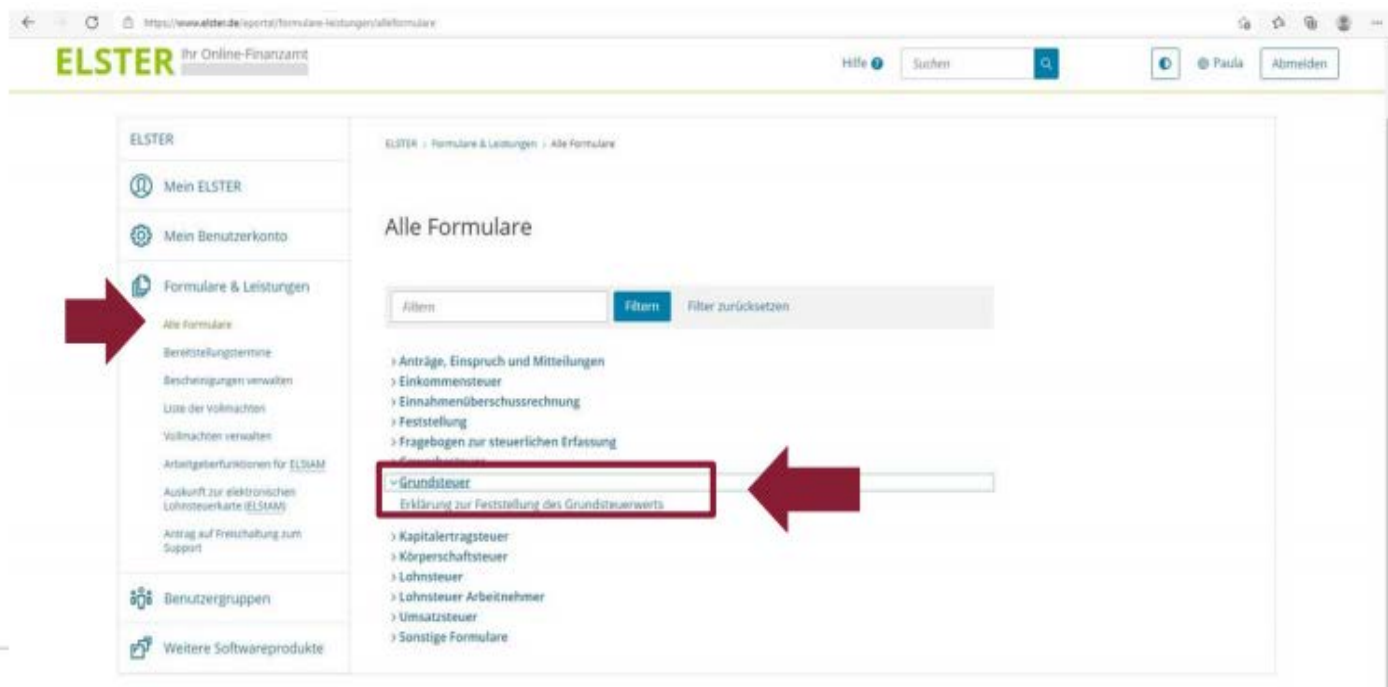 https://www.elster.de/eportal/formulare-leistungen/alleformulare
ELSTER Ihr Online-Finanzamt
Hilfe ? Suchen Paula Abmelden
ELSTER
Mein ELSTER
Mein Benutzerkonto
Formulare & Leistungen
Alle Formulare
Bereitstellungstermine
Bescheinigungen verwalten
Liste der Vollmachten
Vollmachten verwalten
Arbeitgeberfunktionen für ELStAM
Auskunft zur elektronischen
Lohnsteuerkarte (ELStAM)
Antrag auf Freischaltung zum
Support
Benutzergruppen
Weitere Softwareprodukte
ELSTER > Formulare & Leistungen > Alle Formulare
Alle Formulare
Filtern Filtern Filter zurücksetzen
> Anträge, Einspruch und Mitteilungen
> Einkommensteuer
> Einnahmenüberschussrechnung
> Feststellung
> Fragebogen zur steuerlichen Erfassung
> Gewerbesteuer
Grundsteuer
Erklärung zur Feststellung des Grundsteuerwerts
> Kapitalertragsteuer
> Körperschaftsteuer
> Lohnsteuer
> Lohnsteuer Arbeitnehmer
> Umsatzsteuer
> Sonstige Formulare